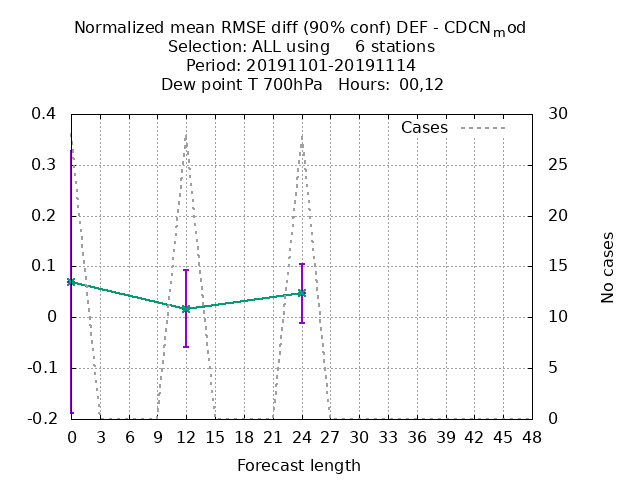 Normalized mean RMSE diff (90% conf) DEF - CDCNmod
Selection: ALL using     6 stations
Period: 20191101-20191114
Dew point T 700hPa   Hours:  00,12
Cases
0.4
0.3
0.2
0.1
0
-0.1
-0.2
30
25
20
15
10
5
0
No cases
0 3 6 9 12 15 18 21 24 27 30 33 36 39 42 45 48
Forecast length